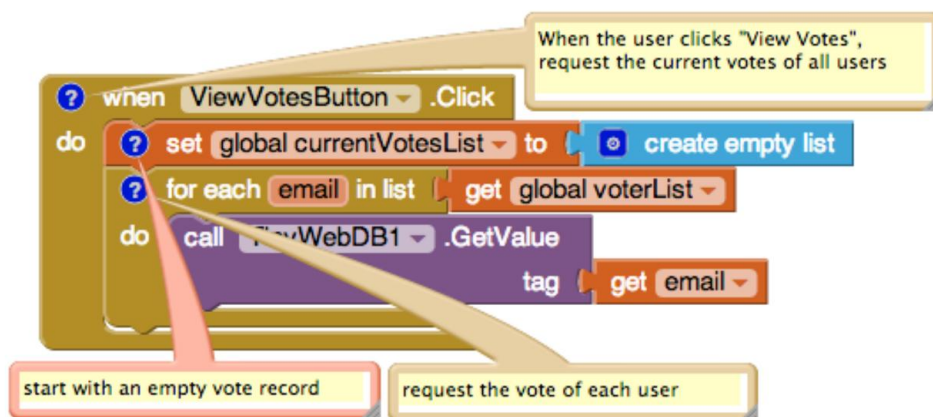 When the user clicks "View Votes",
request the current votes of all users
? when ViewVotesButton .Click
do ? set global currentVotesList to create empty list
? for each email in list get global voterList
do call WebDB1 .GetValue
tag get email
start with an empty vote record
request the vote of each user